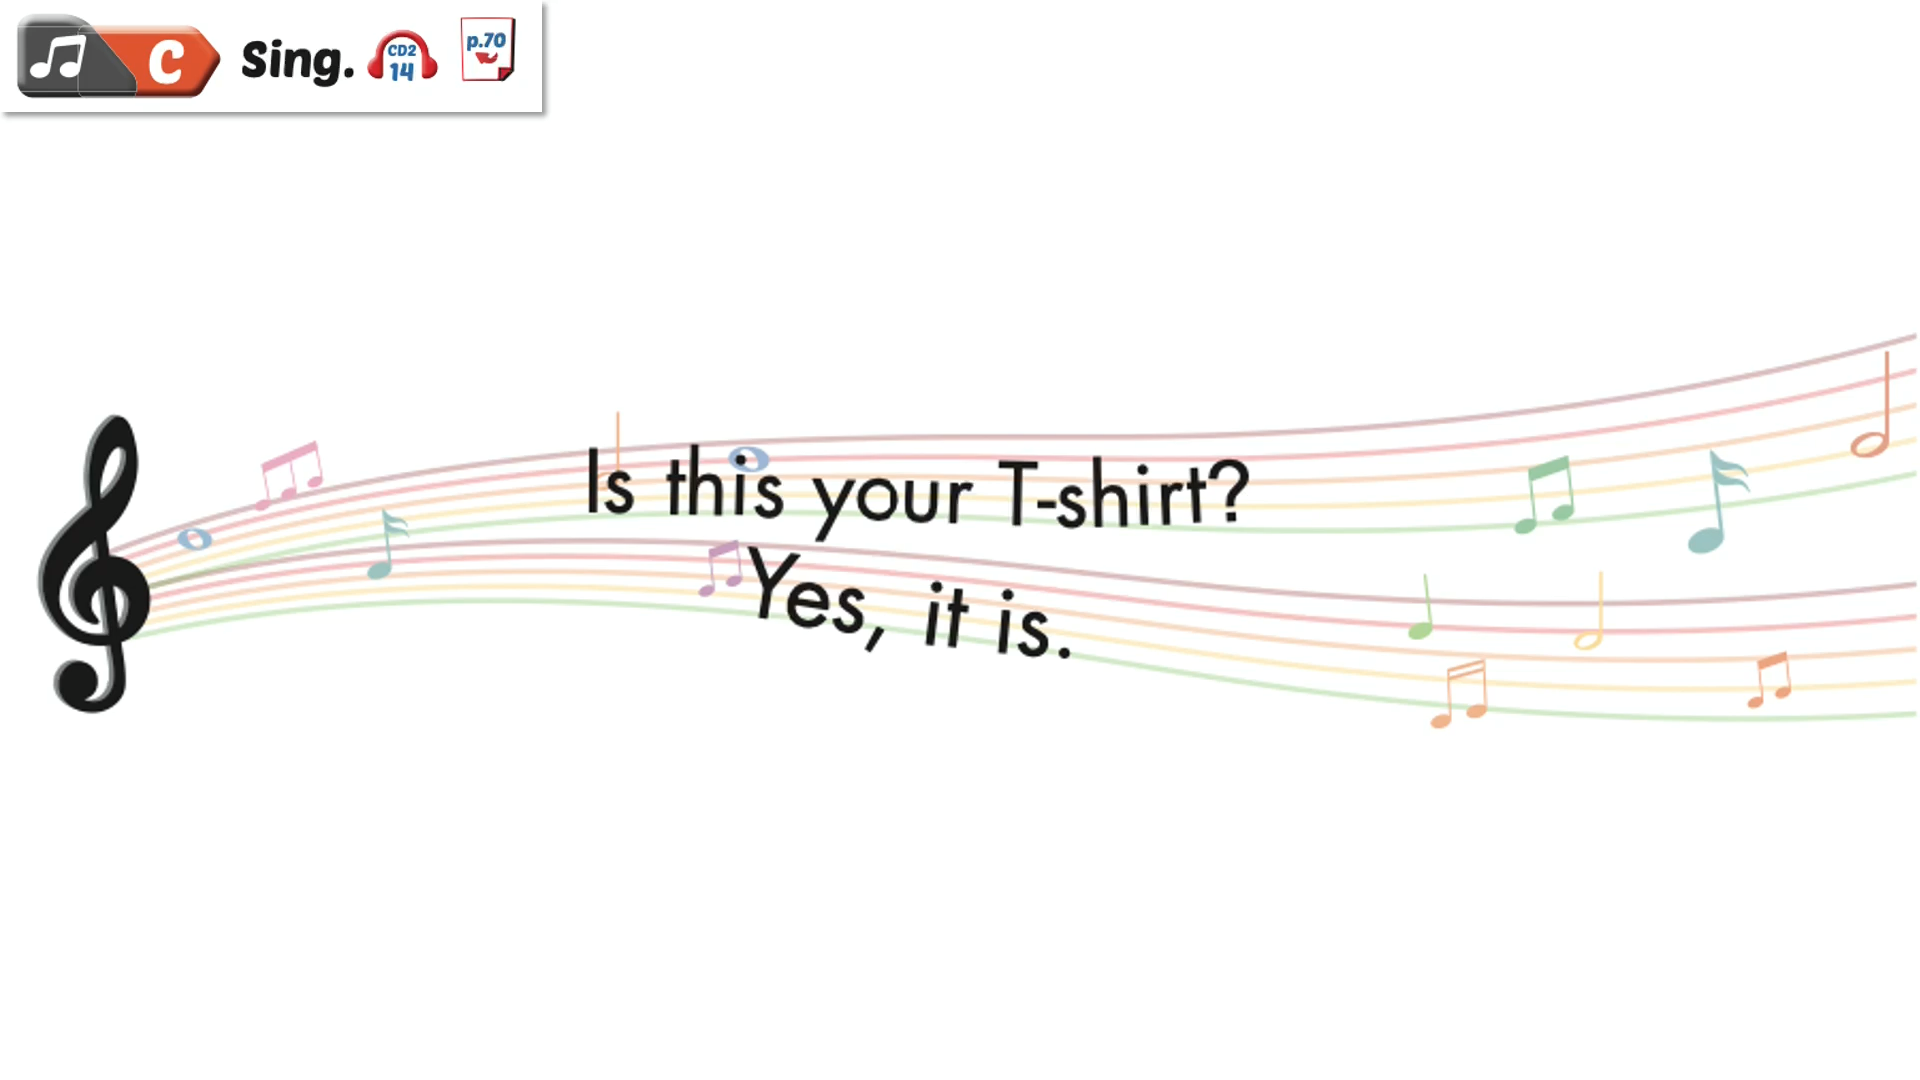 C Sing. CD2 14 p.70
Is this your T-shirt?
Yes, it is.